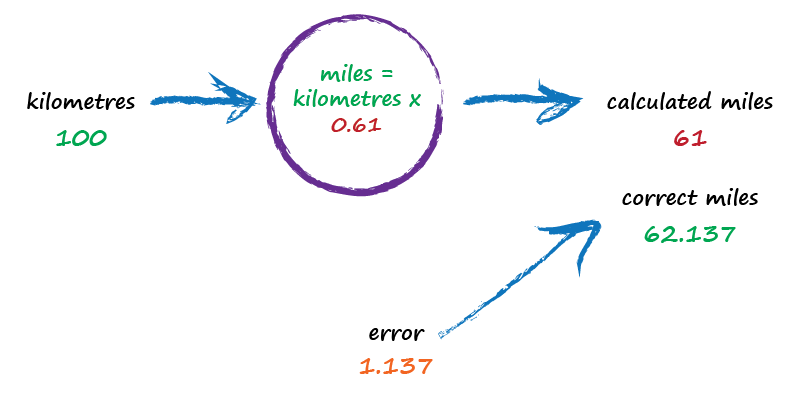 kilometres
100
miles =
kilometres x
0.61
calculated miles
61
correct miles
62.137
error
1.137